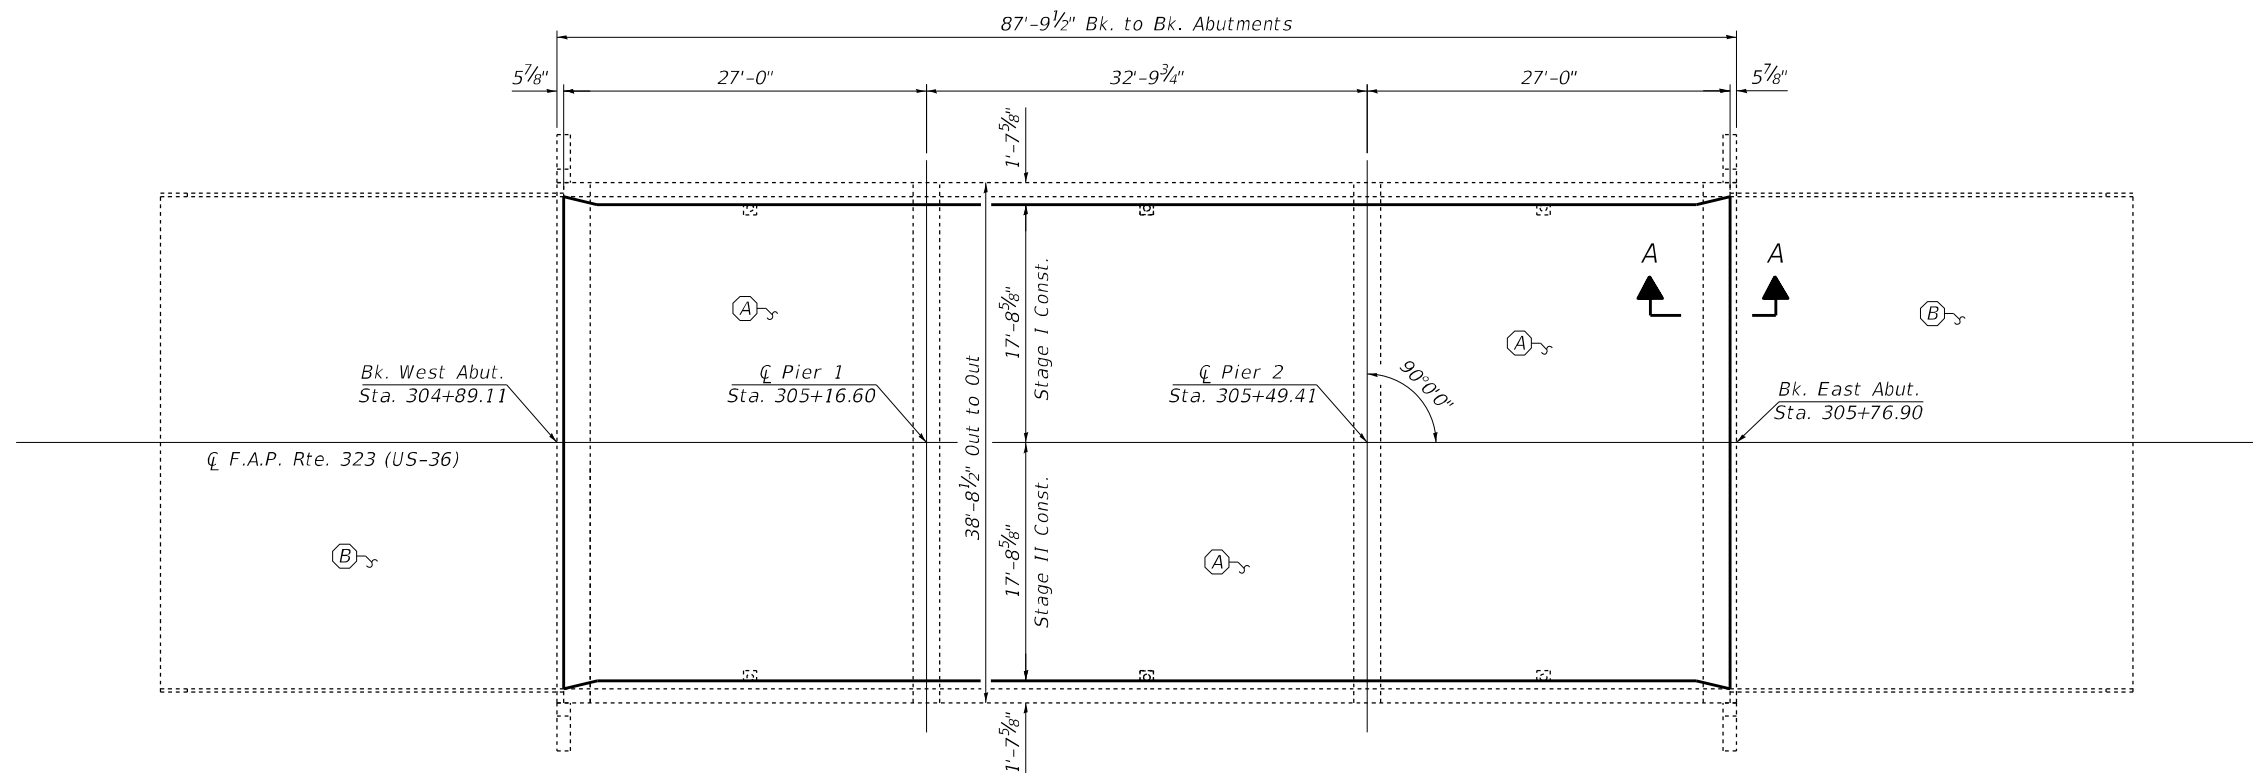 87'-9½" Bk. to Bk. Abutments
5⅞"
27'-0"
32'-9¾"
27'-0"
5⅞"
1'-7⅝"
A
A
17'-8⅝"
Stage I Const.
A
B
A
38'-8½" Out to Out
90°0'0"
Bk. West Abut.
Sta. 304+89.11
℄ Pier 1
Sta. 305+16.60
℄ Pier 2
Sta. 305+49.41
Bk. East Abut.
Sta. 305+76.90
℄ F.A.P. Rte. 323 (US-36)
17'-8⅝"
Stage II Const.
B
A
1'-7⅝"